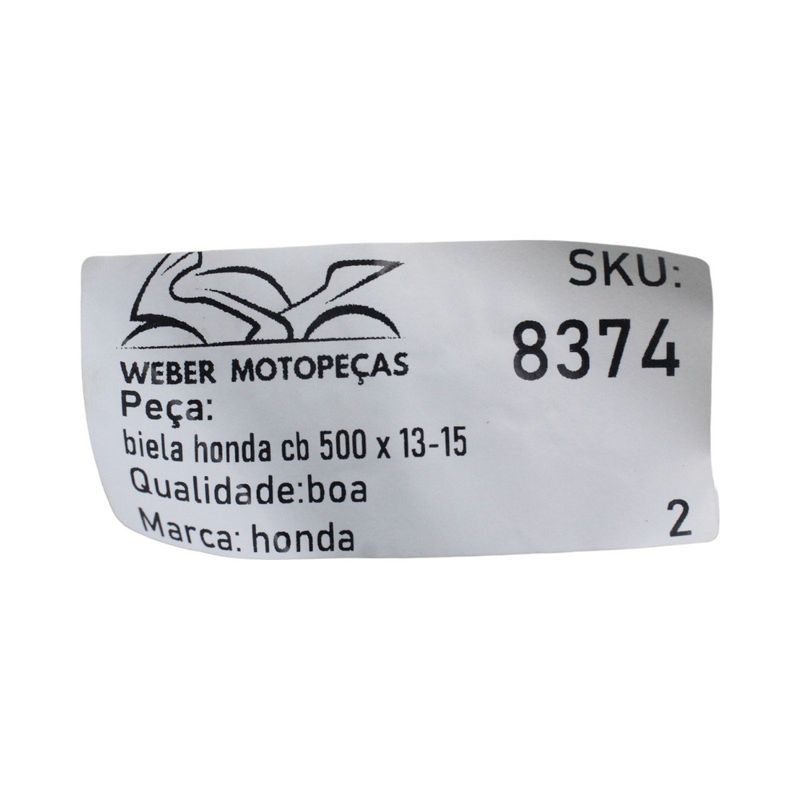 SKU:
8374
WEBER MOTOPEÇAS
Peça:
biela honda cb 500 x 13-15
Qualidade:boa
Marca: honda
2